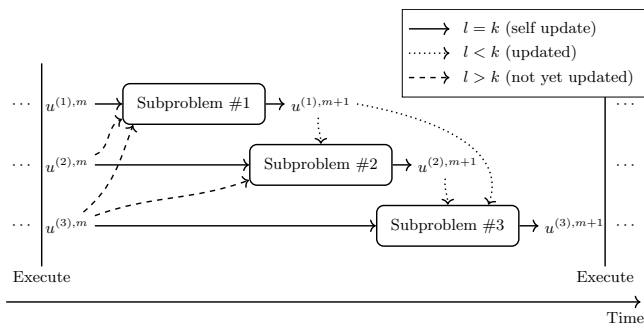 l = k (self update)
l < k (updated)
l > k (not yet updated)
··· u^{(1),m} Subproblem #1 u^{(1),m+1} ···
··· u^{(2),m} Subproblem #2 u^{(2),m+1} ···
··· u^{(3),m} Subproblem #3 u^{(3),m+1} ···
Execute Execute
Time